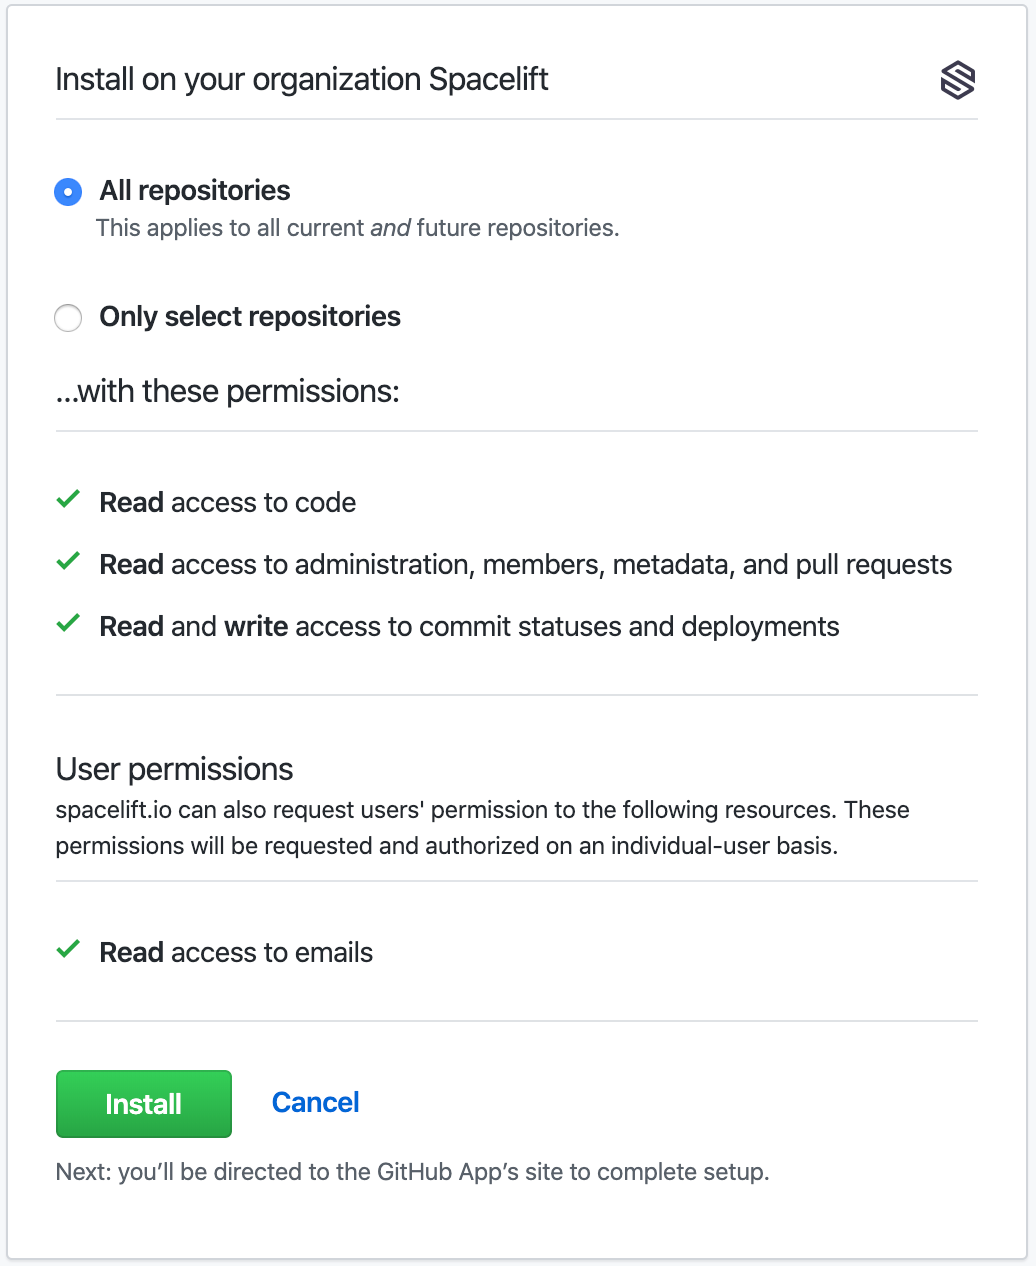 Install on your organization Spacelift
All repositories
This applies to all current and future repositories.
Only select repositories
...with these permissions:
Read access to code
Read access to administration, members, metadata, and pull requests
Read and write access to commit statuses and deployments
User permissions
spacelift.io can also request users' permission to the following resources. These
permissions will be requested and authorized on an individual-user basis.
Read access to emails
Install
Cancel
Next: you’ll be directed to the GitHub App’s site to complete setup.